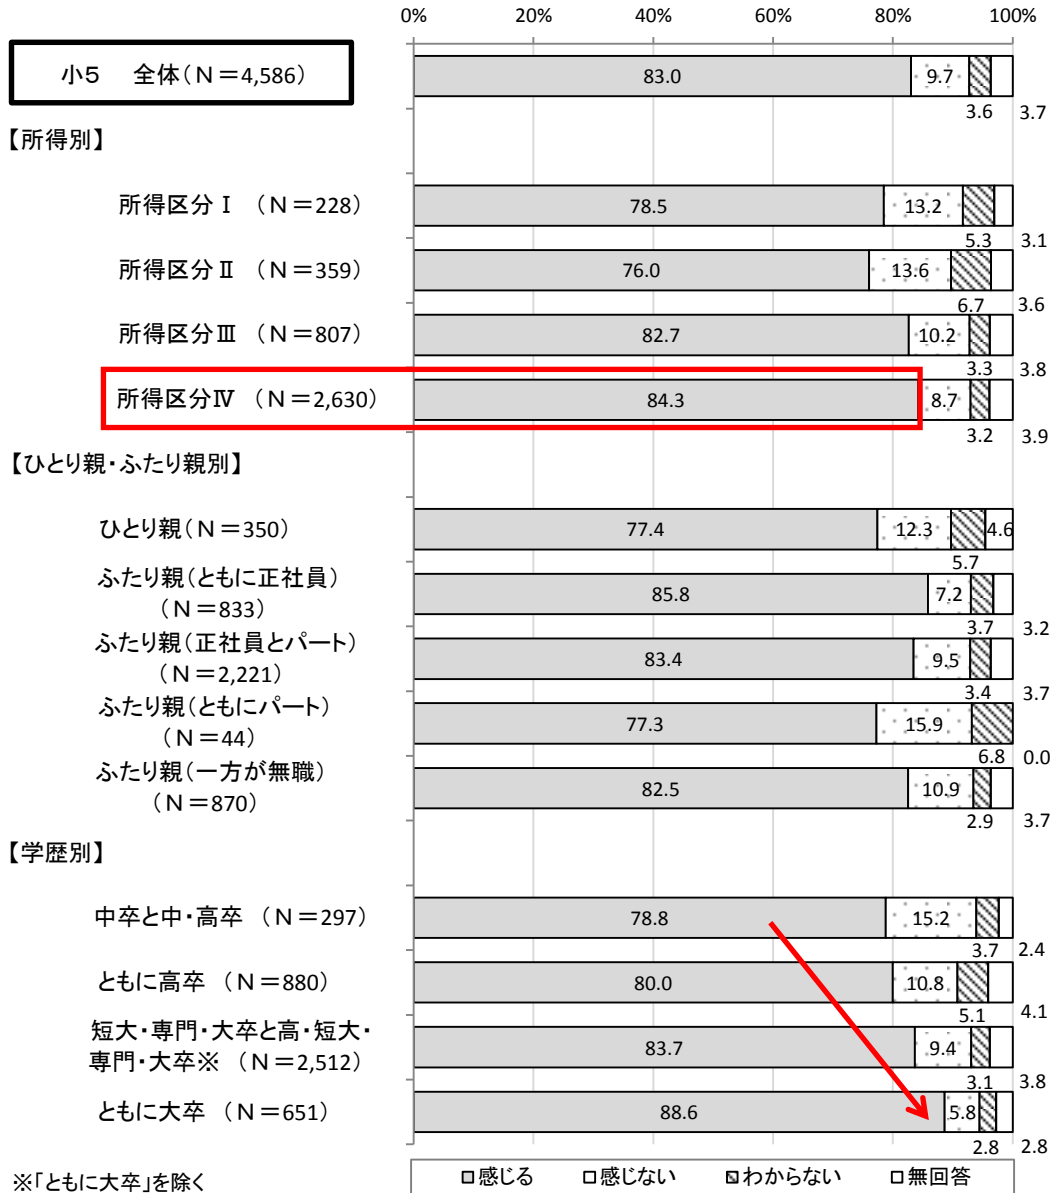 0% 20% 40% 60% 80% 100%
小5 全体(N=4,586) 83.0 9.7
3.6 3.7
【所得別】
所得区分Ⅰ (N=228) 78.5 13.2
5.3 3.1
所得区分Ⅱ (N=359) 76.0 13.6
6.7 3.6
所得区分Ⅲ (N=807) 82.7 10.2
3.3 3.8
所得区分Ⅳ (N=2,630) 84.3 8.7
3.2 3.9
【ひとり親・ふたり親別】
ひとり親(N=350) 77.4 12.3 4.6
5.7
ふたり親(ともに正社員)
(N=833) 85.8 7.2
3.7 3.2
ふたり親(正社員とパート)
(N=2,221) 83.4 9.5
3.4 3.7
ふたり親(ともにパート)
(N=44) 77.3 15.9
6.8 0.0
ふたり親(一方が無職)
(N=870) 82.5 10.9
2.9 3.7
【学歴別】
中卒と中・高卒 (N=297) 78.8 15.2
3.7 2.4
ともに高卒 (N=880) 80.0 10.8
5.1 4.1
短大・専門・大卒と高・短大・
専門・大卒※ (N=2,512) 83.7 9.4
3.1 3.8
ともに大卒 (N=651) 88.6 5.8
2.8 2.8
※「ともに大卒」を除く
感じる 感じない わからない 無回答